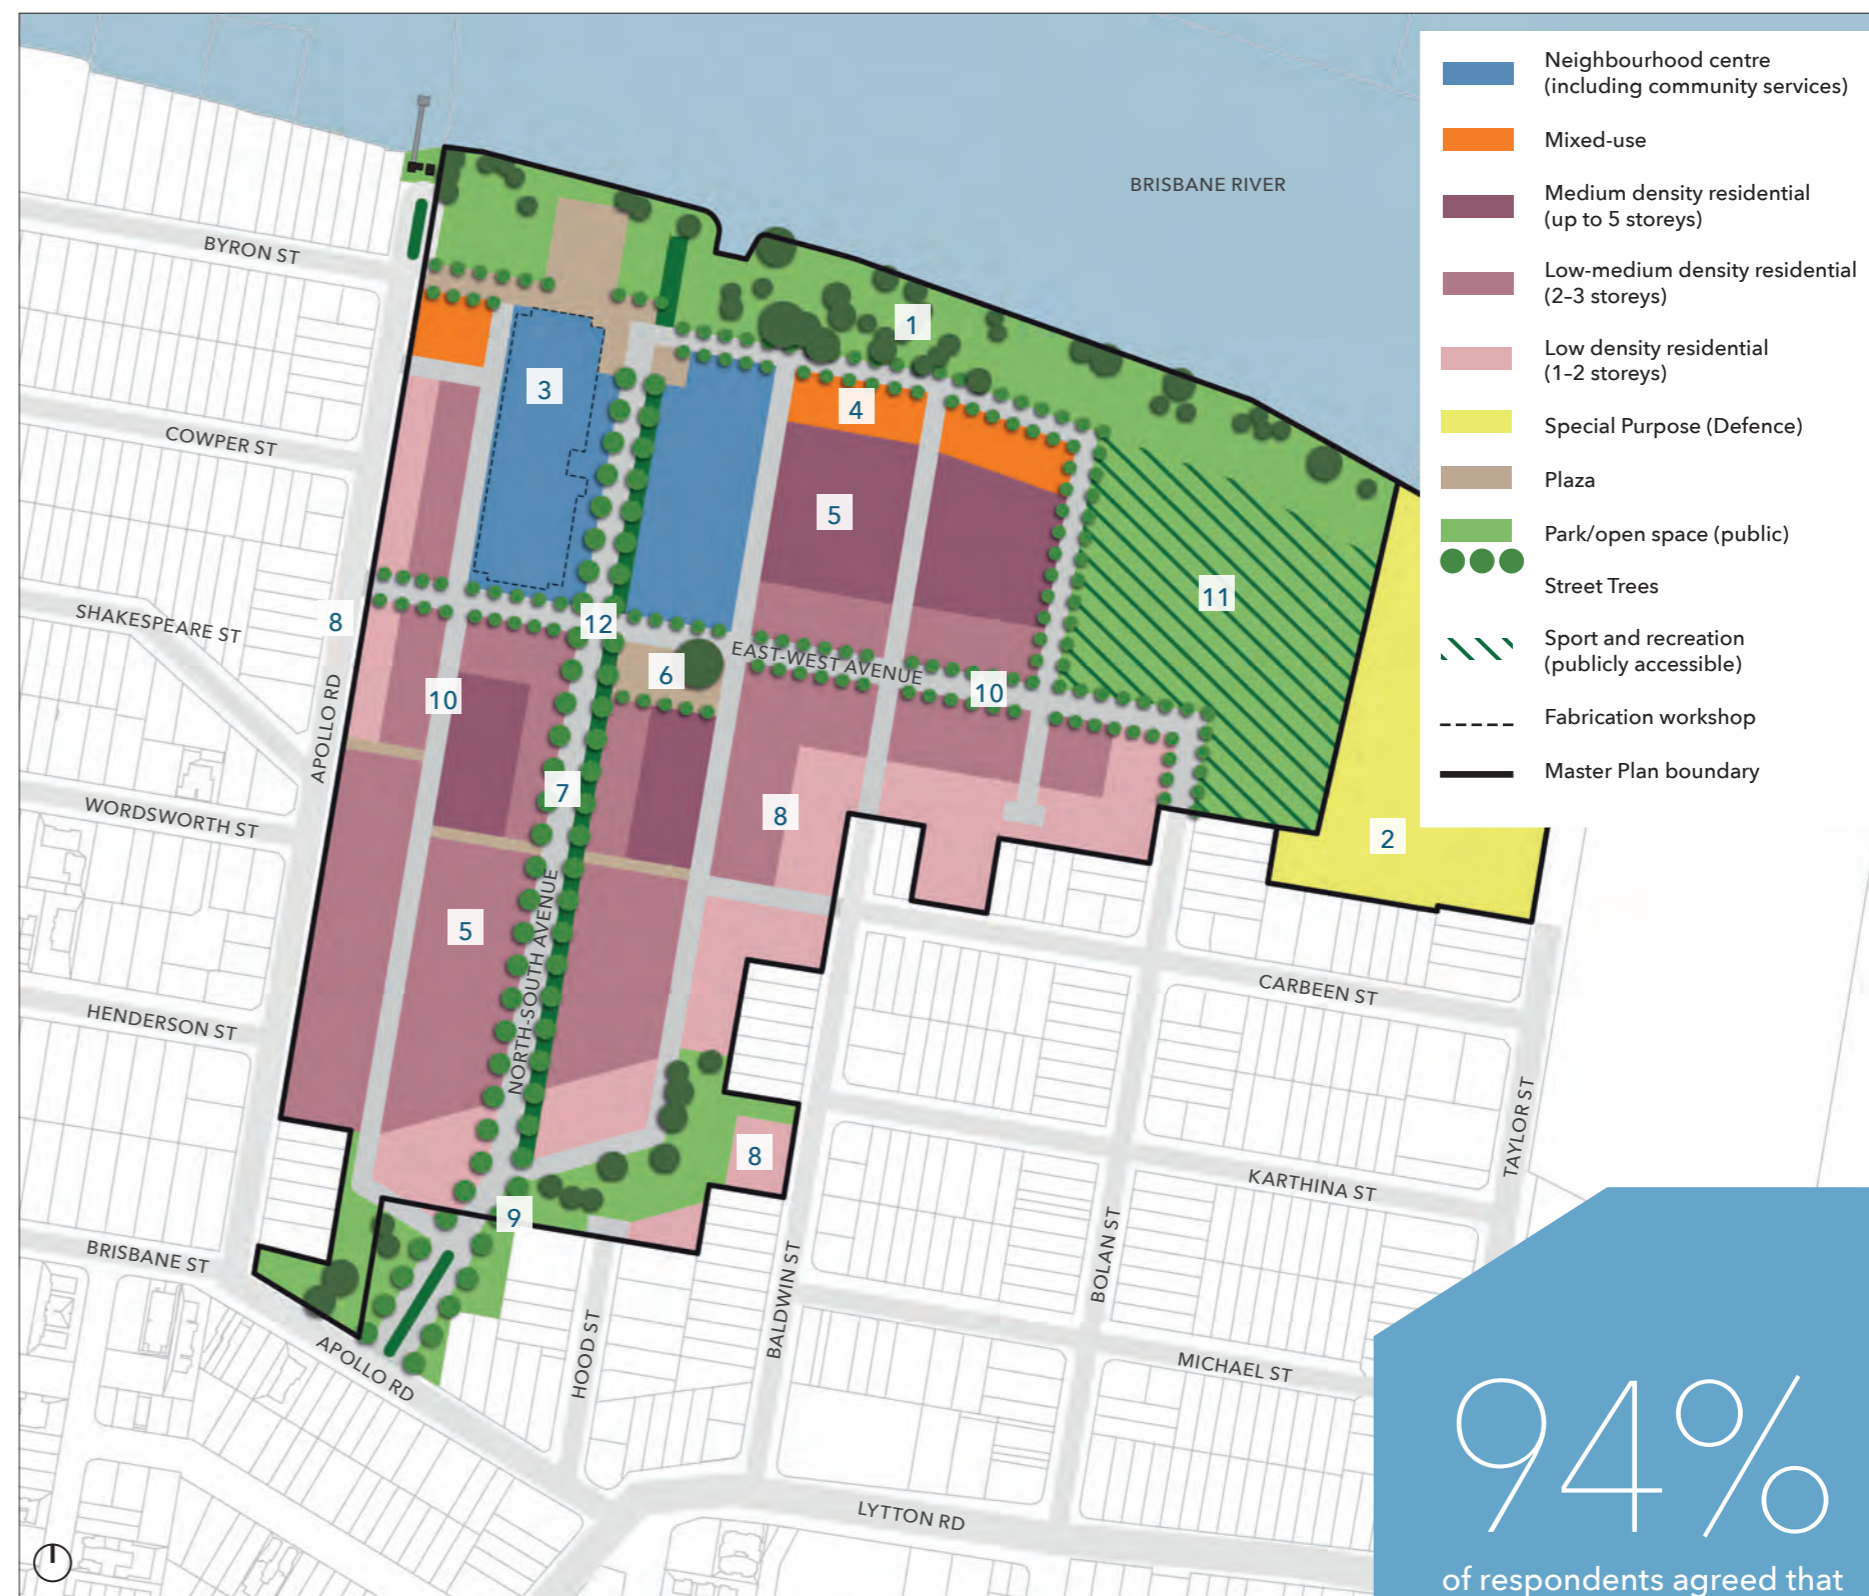 Neighbourhood centre
(including community services)
Mixed-use
Medium density residential
(up to 5 storeys)
Low-medium density residential
(2–3 storeys)
Low density residential
(1–2 storeys)
Special Purpose (Defence)
Plaza
Park/open space (public)
Street Trees
Sport and recreation
(publicly accessible)
Fabrication workshop
Master Plan boundary
BRISBANE RIVER
BYRON ST
1
3
4
COWPER ST
5
11
SHAKESPEARE ST
8
12
EAST-WEST AVENUE
6
10
10
APOLLO RD
7
WORDSWORTH ST
8
2
5
NORTH-SOUTH AVENUE
HENDERSON ST
CARBEEN ST
TAYLOR ST
8
KARTHINA ST
9
BRISBANE ST
BOLAN ST
BALDWIN ST
HOOD ST
APOLLO RD
MICHAEL ST
LYTTON RD
94%
of respondents agreed that